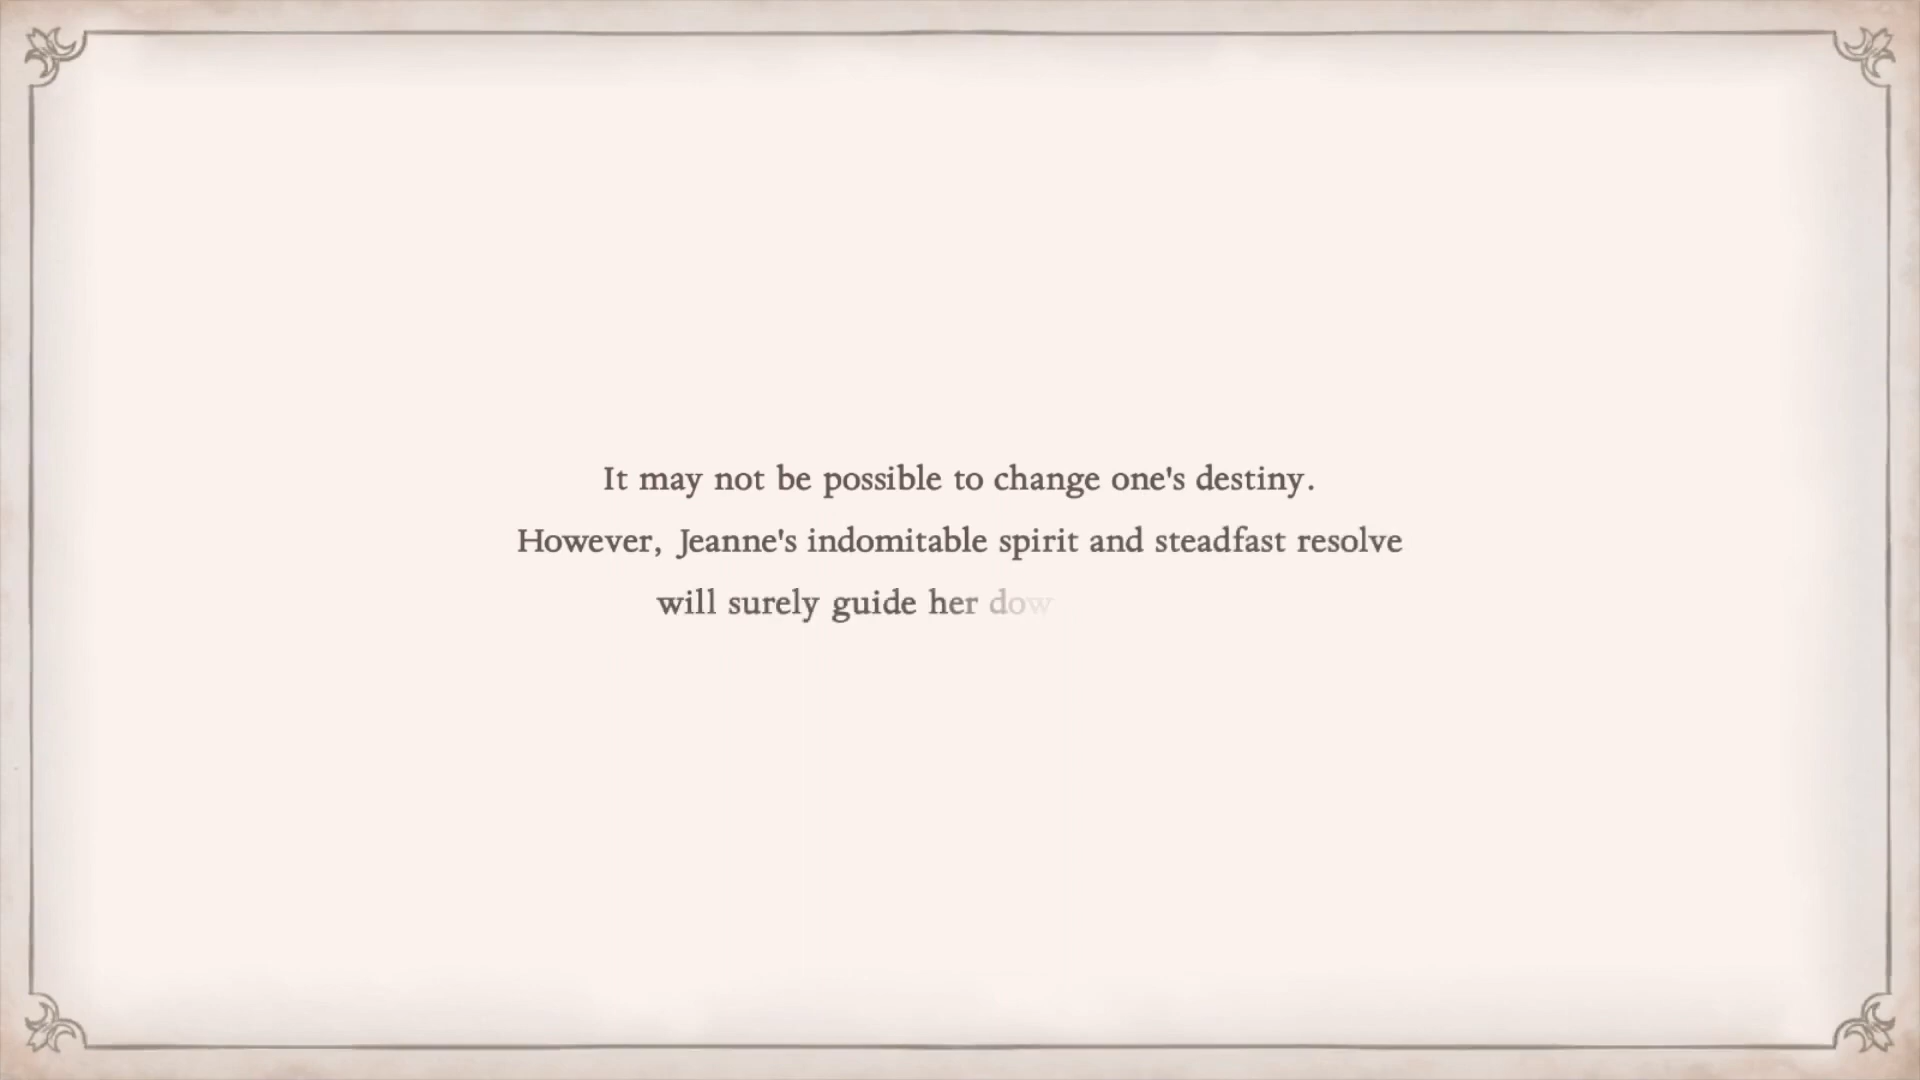 It may not be possible to change one's destiny.
However, Jeanne's indomitable spirit and steadfast resolve
will surely guide her dow